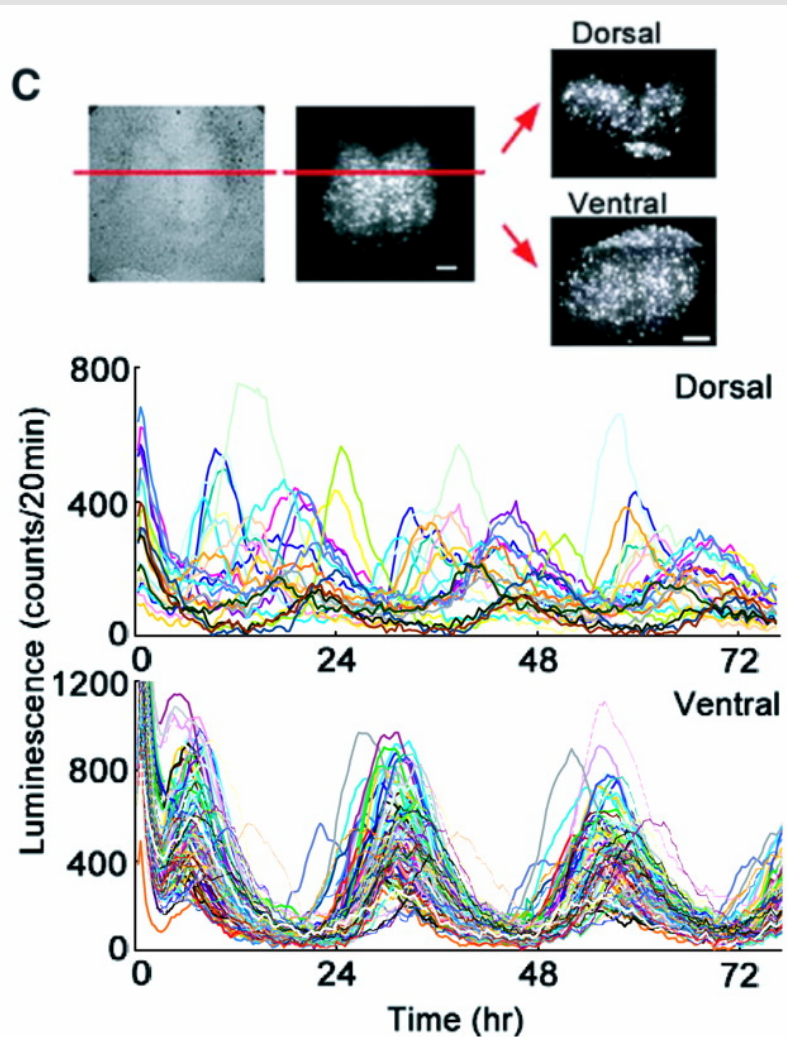 C
Dorsal
Ventral
Luminescence (counts/20min)
800
400
0
Dorsal
0
24
48
72
1200
800
400
0
Ventral
0
24
48
72
Time (hr)